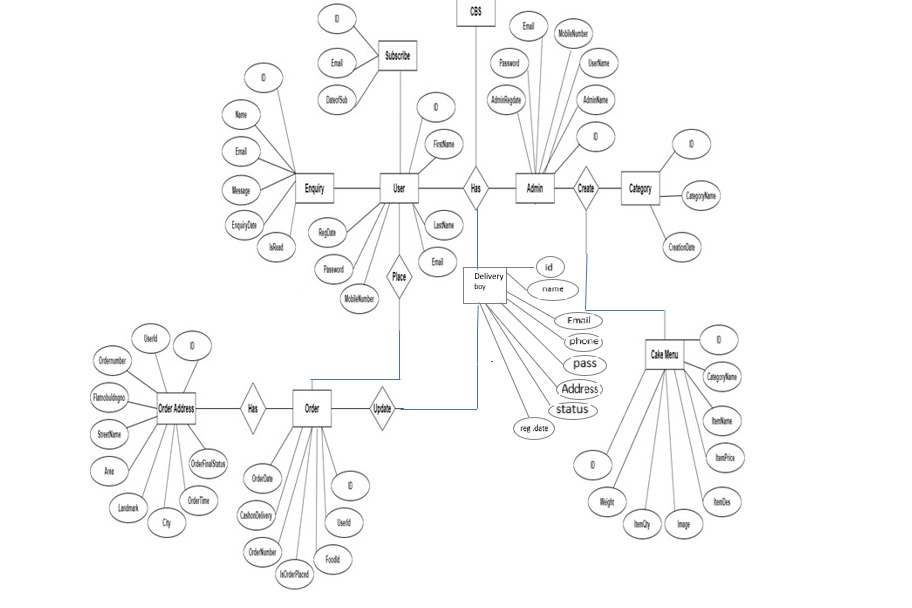 CBS
ID
Email
MobileNumber
Subscribe
Email
Password
UserName
DateofSub
AdminRegdate
AdminName
ID
ID
Name
FirstName
ID
Email
ID
Message
Enquiry
User
Has
Admin
Create
Category
CategoryName
EnquiryDate
IsRead
RegDate
LastName
CreationDate
Password
Email
Place
MobileNumber
Delivery
boy
id
name
Email
phone
pass
Address
status
reg .date
UserId
ID
Ordernumber
Flatnobuldngno
StreetName
Area
Landmark
City
OrderTime
OrderFinalStatus
Order Address
Has
Order
Update
OrderDate
CashonDelivery
OrderNumber
IsOrderPlaced
FoodId
UserId
ID
Cake Menu
ID
CategoryName
ItemName
ItemPrice
ItemDes
Image
ItemQty
Weight
ID